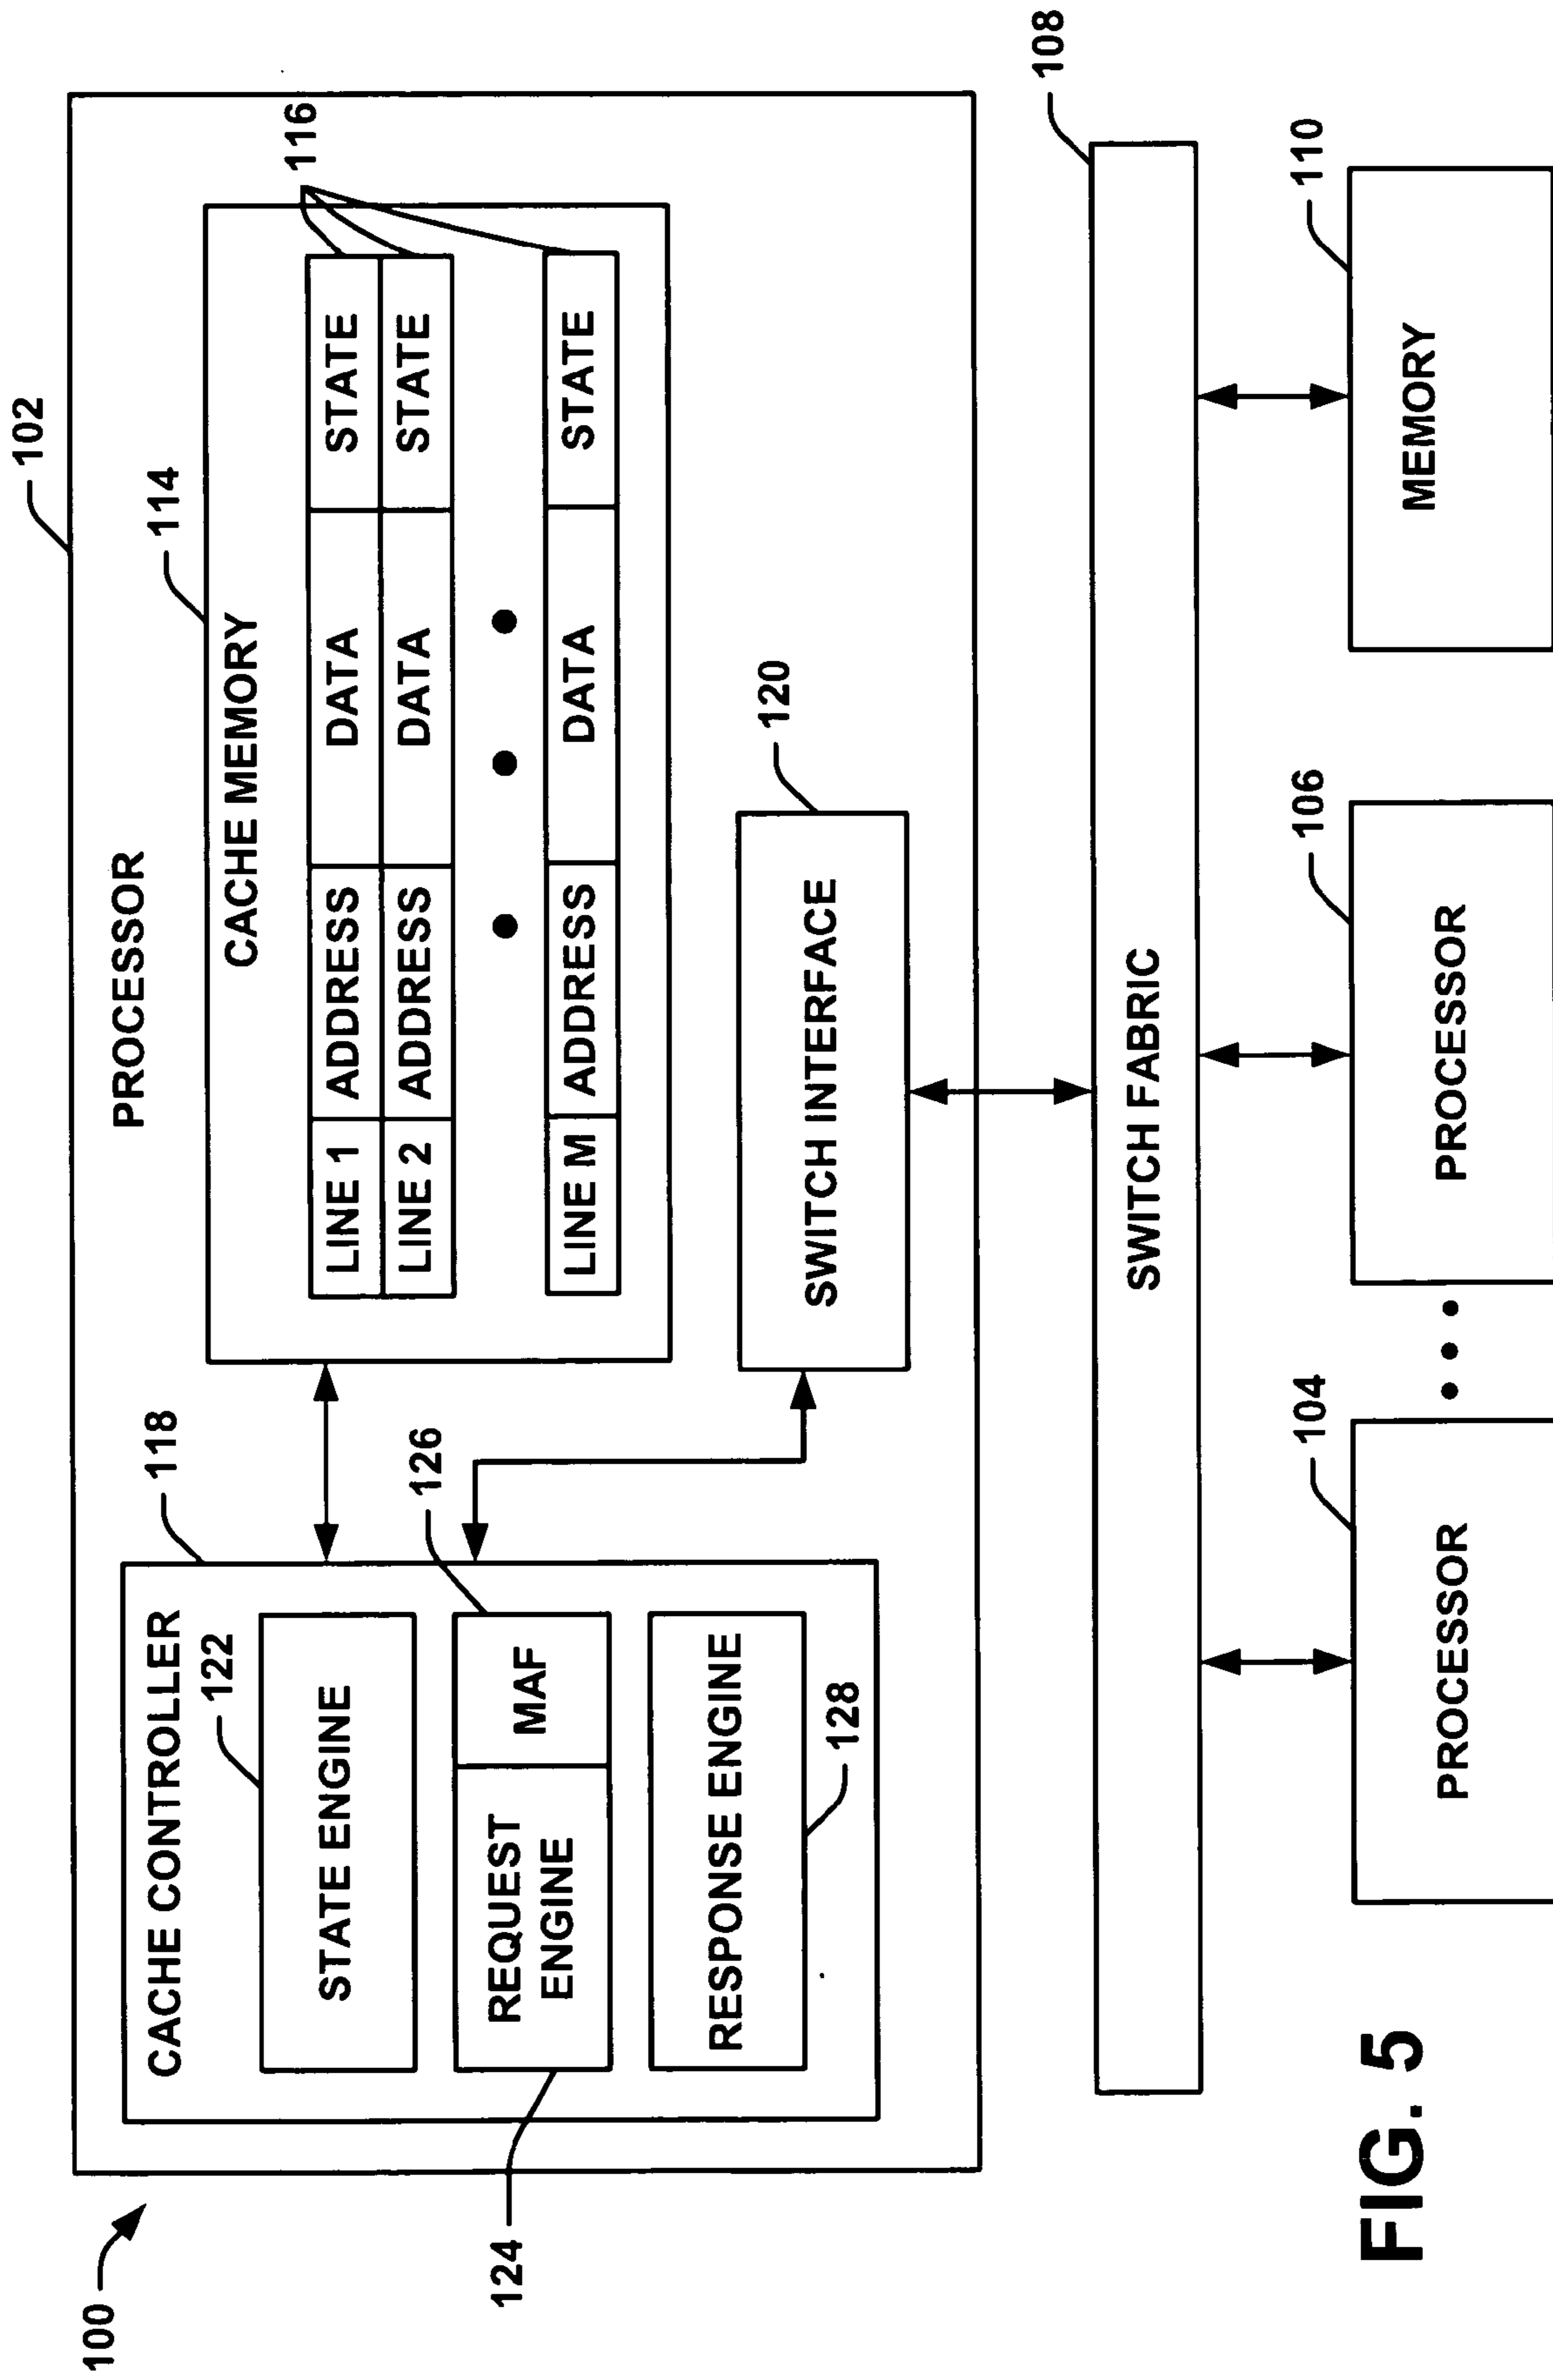 100
102
PROCESSOR
118
CACHE CONTROLLER
122
STATE ENGINE
REQUEST
ENGINE
MAF
126
124
RESPONSE ENGINE
128
114
CACHE MEMORY
116
LINE 1 ADDRESS DATA STATE
LINE 2 ADDRESS DATA STATE
LINE M ADDRESS DATA STATE
120
SWITCH INTERFACE
108
SWITCH FABRIC
104
PROCESSOR
106
PROCESSOR
110
MEMORY
FIG. 5